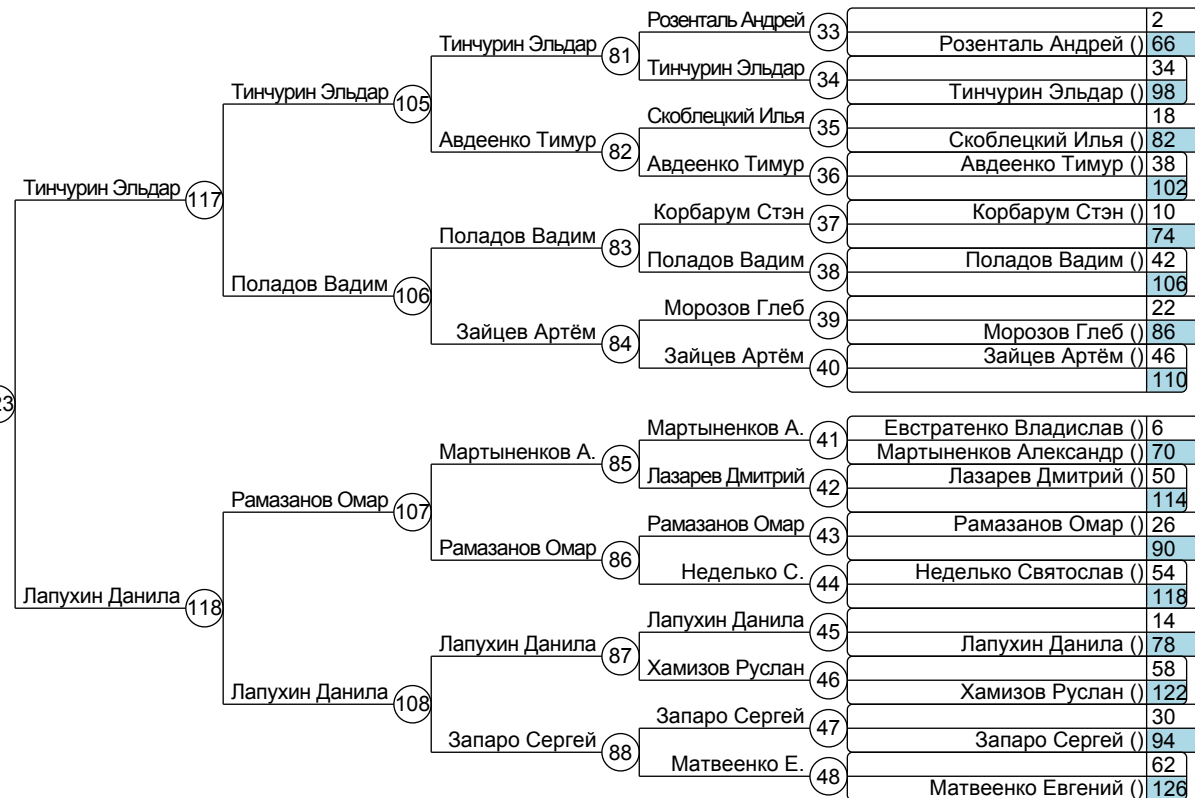 Розенталь Андрей 33 2
Тинчурин Эльдар 81 Розенталь Андрей () 66
Тинчурин Эльдар 34 34
Тинчурин Эльдар 105 Тинчурин Эльдар () 98
Скоблецкий Илья 35 18
Авдеенко Тимур 82 Скоблецкий Илья () 82
Авдеенко Тимур 36 Авдеенко Тимур () 38
Тинчурин Эльдар 117 102
Корбарум Стэн 37 Корбарум Стэн () 10
Поладов Вадим 83 74
Поладов Вадим 38 Поладов Вадим () 42
Поладов Вадим 106 106
Морозов Глеб 39 22
Зайцев Артём 84 Морозов Глеб () 86
Зайцев Артём 40 Зайцев Артём () 46
110
23
Мартыненков А. 41 Евстратенко Владислав () 6
Мартыненков А. 85 Мартыненков Александр () 70
Лазарев Дмитрий 42 Лазарев Дмитрий () 50
Рамазанов Омар 107 114
Рамазанов Омар 43 Рамазанов Омар () 26
Рамазанов Омар 86 90
Неделько С. 44 Неделько Святослав () 54
Лапухин Данила 118 118
Лапухин Данила 45 14
Лапухин Данила 87 Лапухин Данила () 78
Хамизов Руслан 46 58
Лапухин Данила 108 Хамизов Руслан () 122
Запаро Сергей 47 30
Запаро Сергей 88 Запаро Сергей () 94
Матвеенко Е. 48 62
Матвеенко Евгений () 126